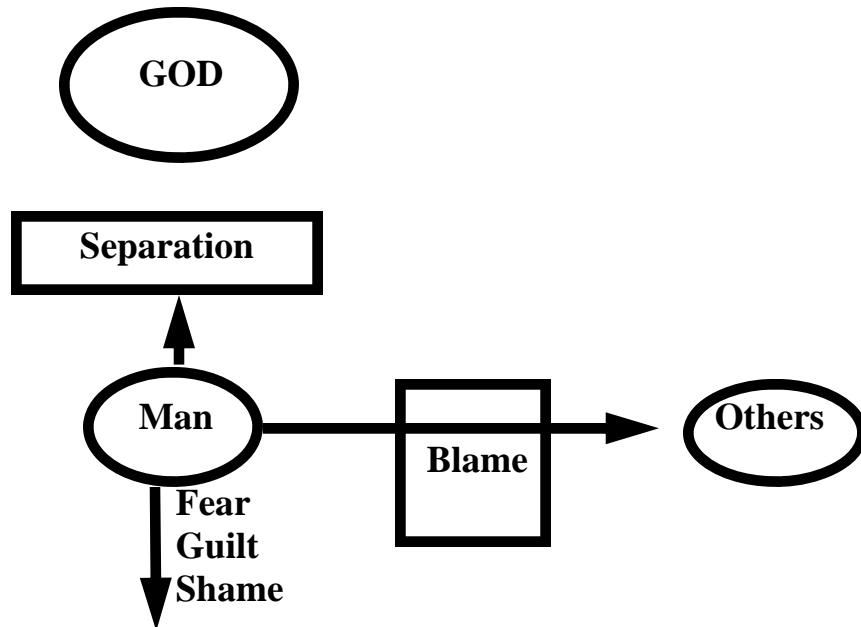 GOD
Separation
Man
Others
Blame
Fear
Guilt
Shame